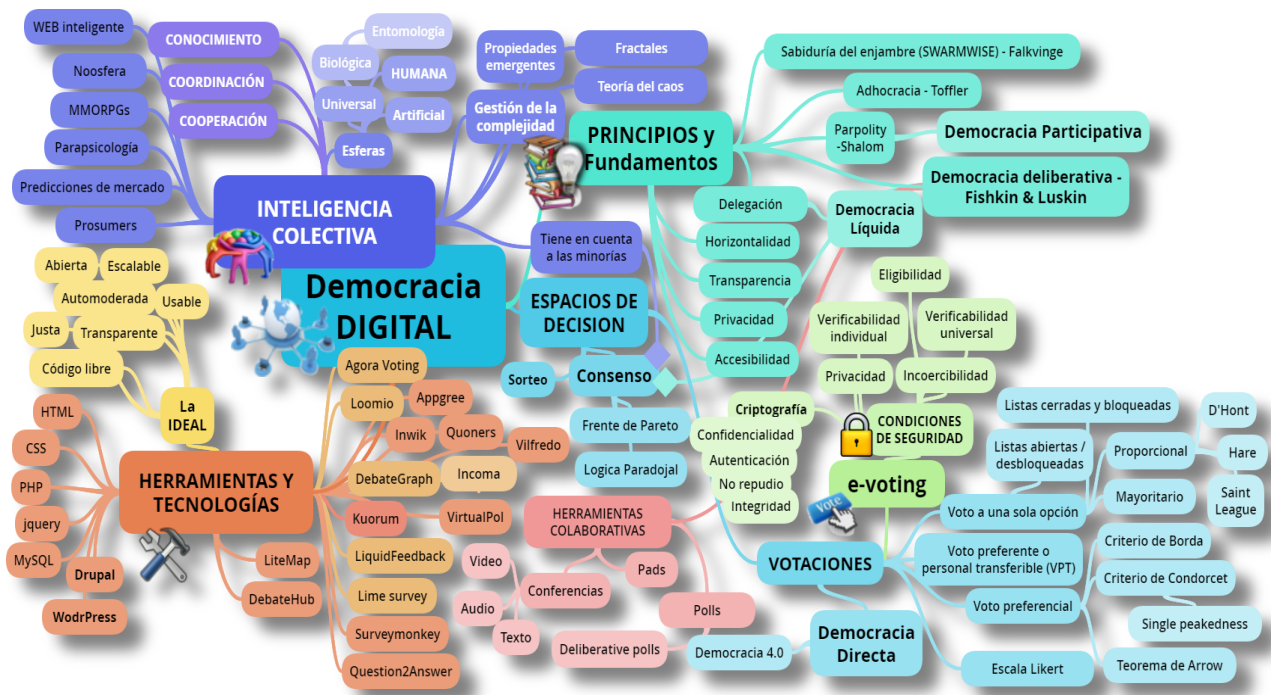 WEB inteligente
Noosfera
MMORPGs
Parapsicología
Predicciones de mercado
Prosumers
CONOCIMIENTO
COORDINACIÓN
COOPERACIÓN
Entomología
Biológica
HUMANA
Universal
Artificial
Esferas
INTELIGENCIA
COLECTIVA
Propiedades
emergentes
Fractales
Teoría del caos
Gestión de la
complejidad
Tiene en cuenta
a las minorías
Democracia
DIGITAL
PRINCIPIOS y
Fundamentos
Sabiduría del enjambre (SWARMWISE) - Falkvinge
Adhocracia - Toffler
Parpolity
-Shalom
Democracia Participativa
Democracia deliberativa -
Fishkin & Luskin
Delegación
Horizontalidad
Transparencia
Privacidad
Accesibilidad
Democracia
Líquida
ESPACIOS DE
DECISION
Sorteo
Consenso
Frente de Pareto
Logica Paradojal
Abierta
Escalable
Automoderada
Usable
Justa
Transparente
Código libre
La
IDEAL
HERRAMIENTAS Y
TECNOLOGÍAS
HTML
CSS
PHP
jquery
MySQL
Drupal
WodrPress
LiteMap
DebateHub
Agora Voting
Loomio
Appgree
Inwik
Quoners
Vilfredo
DebateGraph
Incoma
Kuorum
VirtualPol
LiquidFeedback
Lime survey
Surveymonkey
Question2Answer
HERRAMIENTAS
COLABORATIVAS
Pads
Conferencias
Video
Audio
Texto
Polls
Deliberative polls
Eligibilidad
Verificabilidad
individual
Verificabilidad
universal
Privacidad
Incoercibilidad
CONDICIONES
DE SEGURIDAD
Criptografía
Confidencialidad
Autenticación
No repudio
Integridad
e-voting
Vote
VOTACIONES
Democracia
Directa
Democracia 4.0
Voto a una sola opción
Listas cerradas y bloqueadas
Listas abiertas /
desbloqueadas
Proporcional
D'Hont
Hare
Saint
League
Mayoritario
Voto preferente o
personal transferible (VPT)
Voto preferencial
Criterio de Borda
Criterio de Condorcet
Single peakedness
Teorema de Arrow
Escala Likert